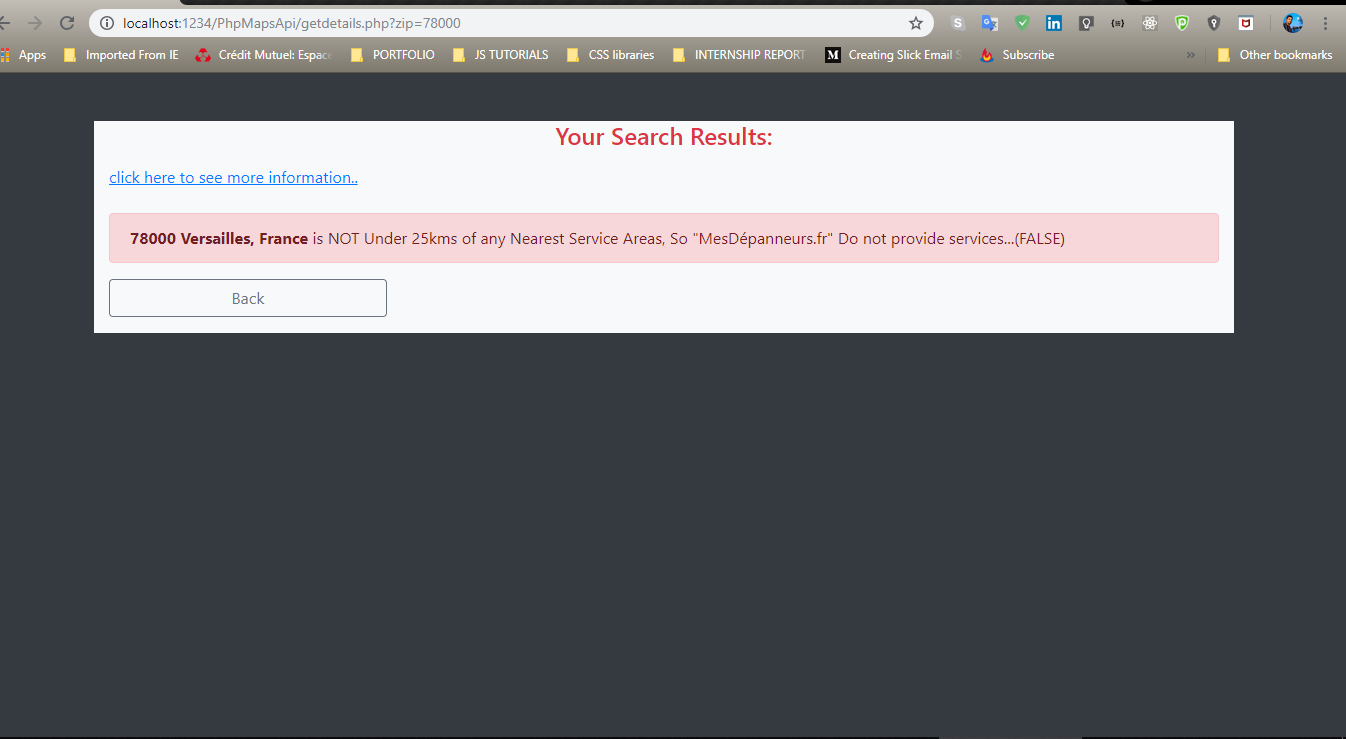 localhost:1234/PhpMapsApi/getdetails.php?zip=78000
Apps Imported From IE Crédit Mutuel: Espace PORTFOLIO JS TUTORIALS CSS libraries INTERNSHIP REPORT M Creating Slick Email S Subscribe » Other bookmarks
Your Search Results:
click here to see more information..
78000 Versailles, France is NOT Under 25kms of any Nearest Service Areas, So "MesDépanneurs.fr" Do not provide services...(FALSE)
Back